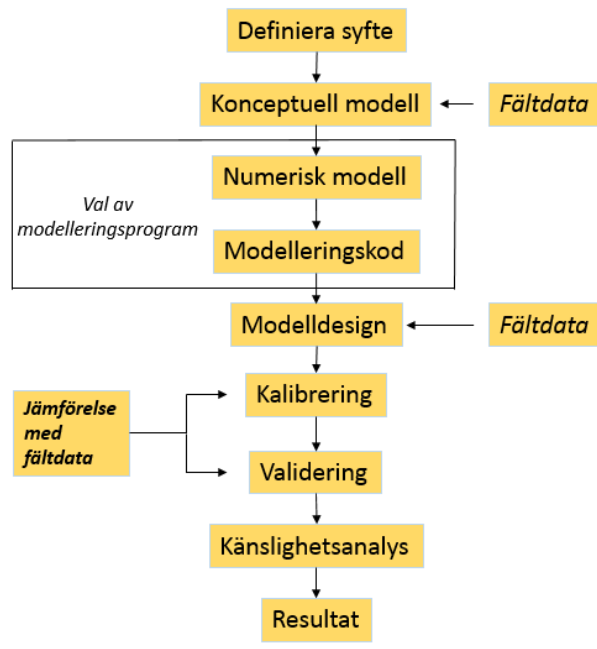 Definiera syfte
Konceptuell modell
Fältdata
Numerisk modell
Val av
modelleringsprogram
Modelleringskod
Modelldesign
Fältdata
Kalibrering
Jämförelse
med
fältdata
Validering
Känslighetsanalys
Resultat